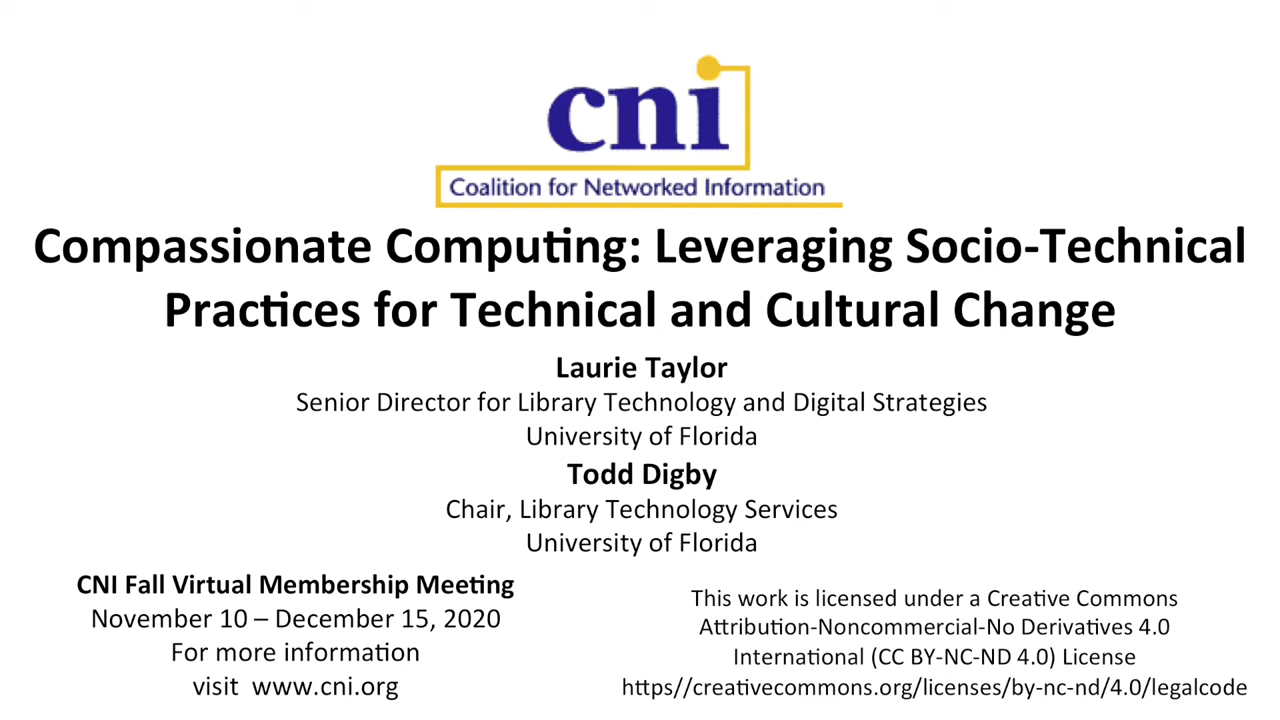 cni
Coalition for Networked Information
Compassionate Computing: Leveraging Socio-Technical
Practices for Technical and Cultural Change
Laurie Taylor
Senior Director for Library Technology and Digital Strategies
University of Florida
Todd Digby
Chair, Library Technology Services
University of Florida
CNI Fall Virtual Membership Meeting
November 10 – December 15, 2020
For more information
visit www.cni.org
This work is licensed under a Creative Commons
Attribution-Noncommercial-No Derivatives 4.0
International (CC BY-NC-ND 4.0) License
https//creativecommons.org/licenses/by-nc-nd/4.0/legalcode